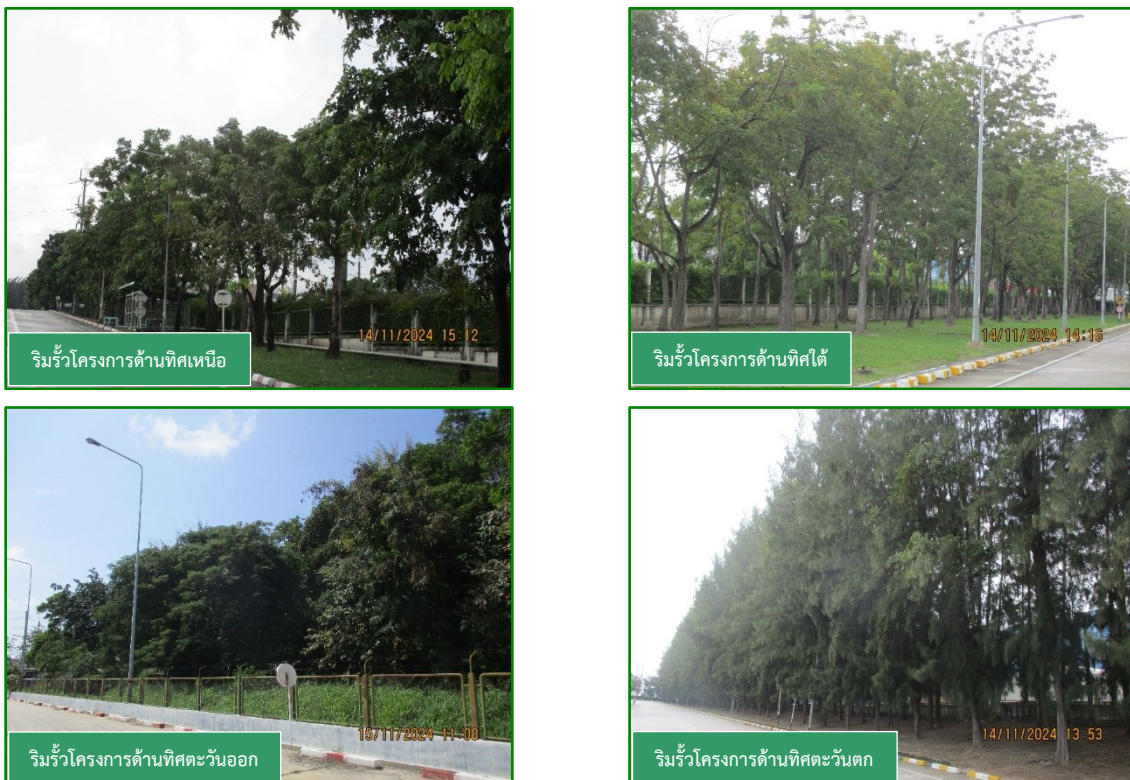 14/11/2024 15:12
ริมรั้วโครงการด้านทิศเหนือ
14/11/2024 14:16
ริมรั้วโครงการด้านทิศใต้
15/11/2024 11:08
ริมรั้วโครงการด้านทิศตะวันออก
14/11/2024 13:53
ริมรั้วโครงการด้านทิศตะวันตก